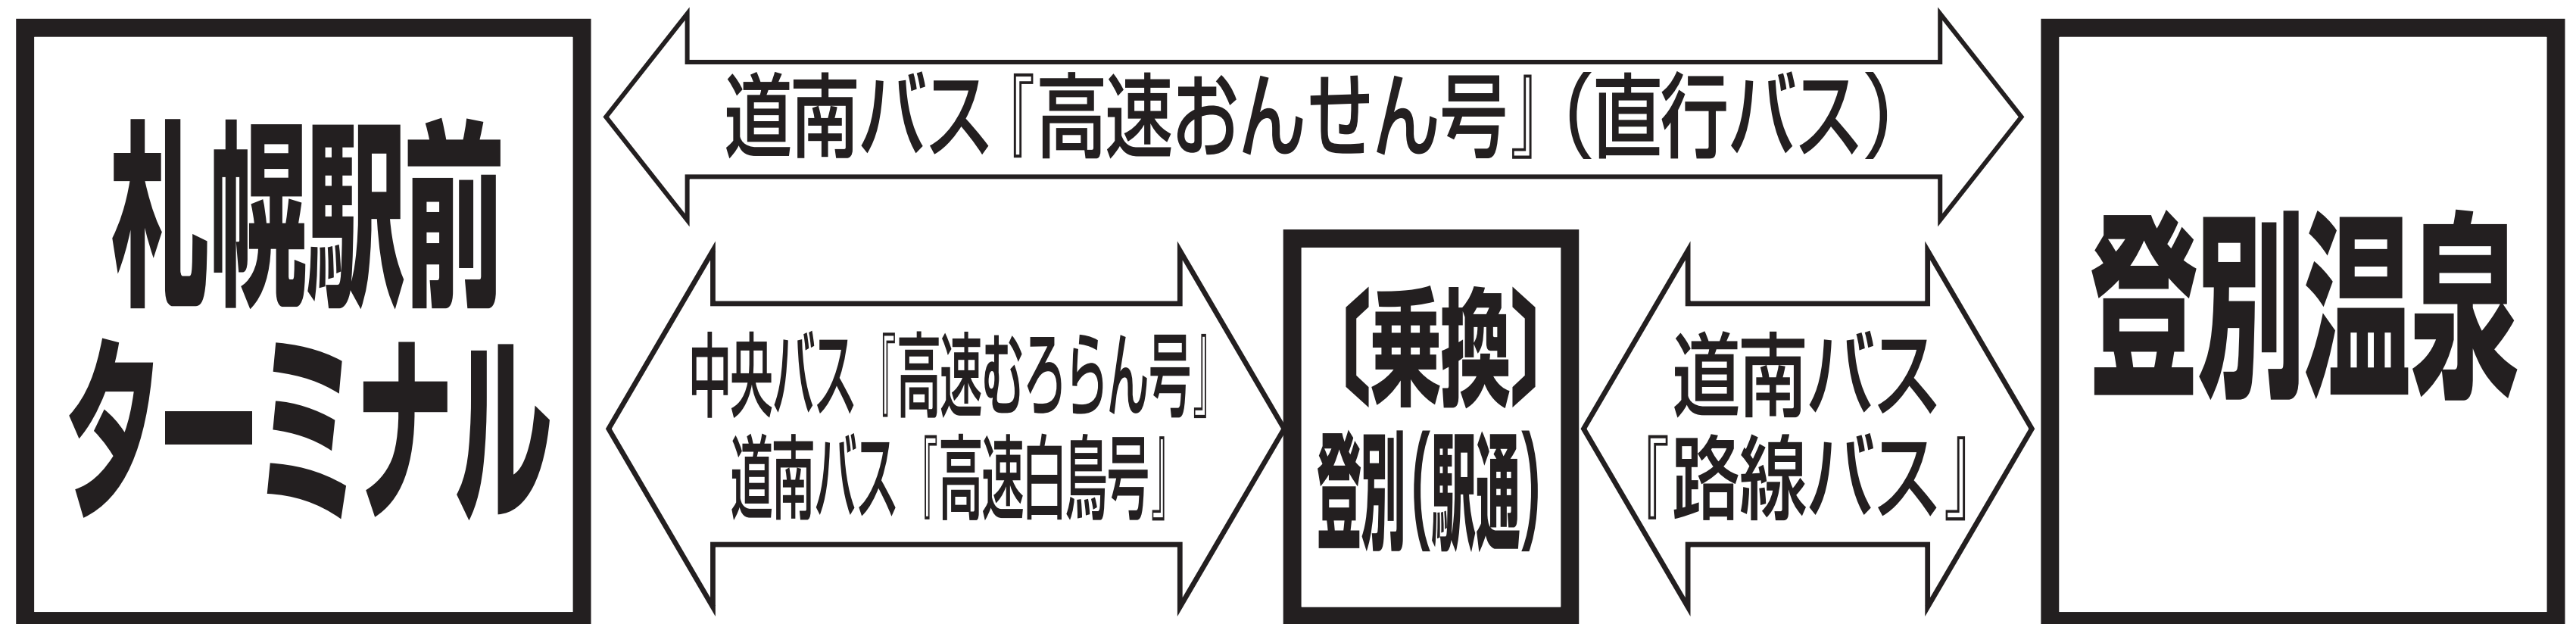 札幌駅前
ターミナル
道南バス『高速おんせん号』（直行バス）
中央バス『高速むろらん号』
道南バス『高速白鳥号』
〔乗換〕
登別（駅通）
道南バス
『路線バス』
登別温泉